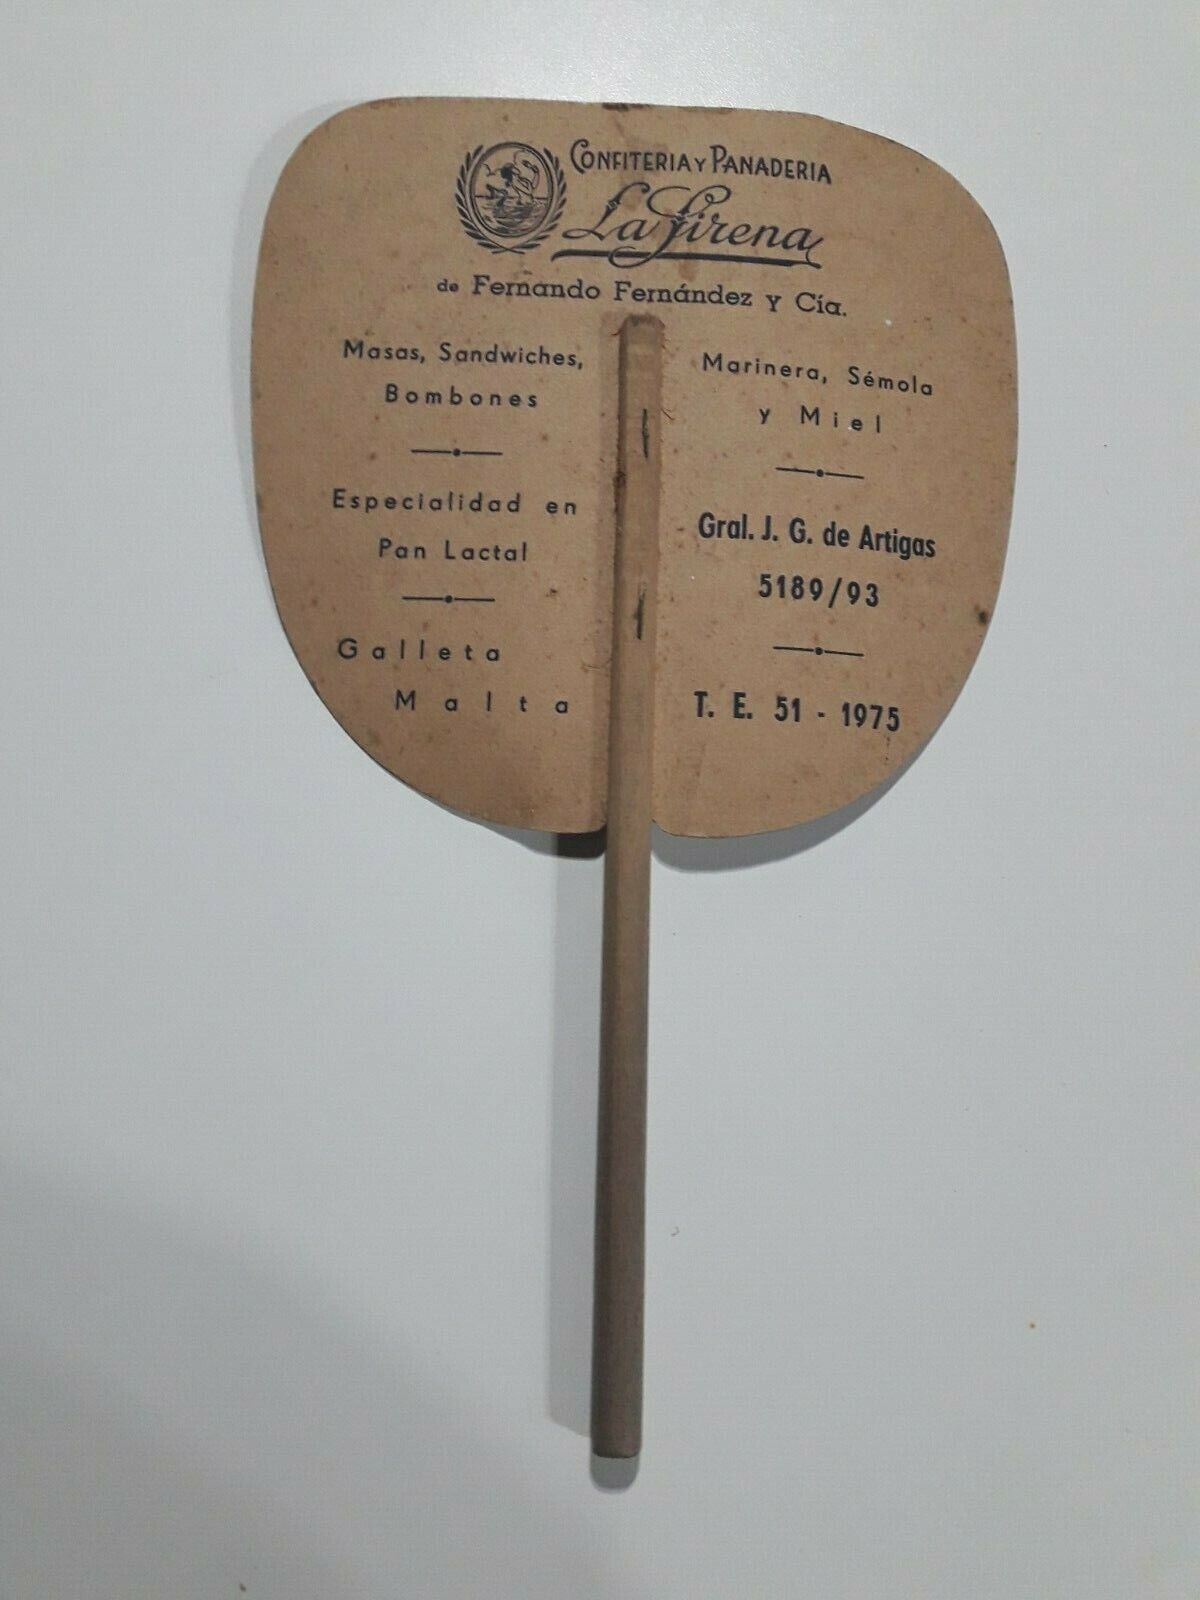 CONFITERIA Y PANADERIA
La Sirena
de Fernando Fernández y Cía.
Masas, Sandwiches,
Bombones
Especialidad en
Pan Lactal
Galleta
Malta
Marinera, Sémola
y Miel
Gral. J. G. de Artigas
5189/93
T. E. 51 - 1975